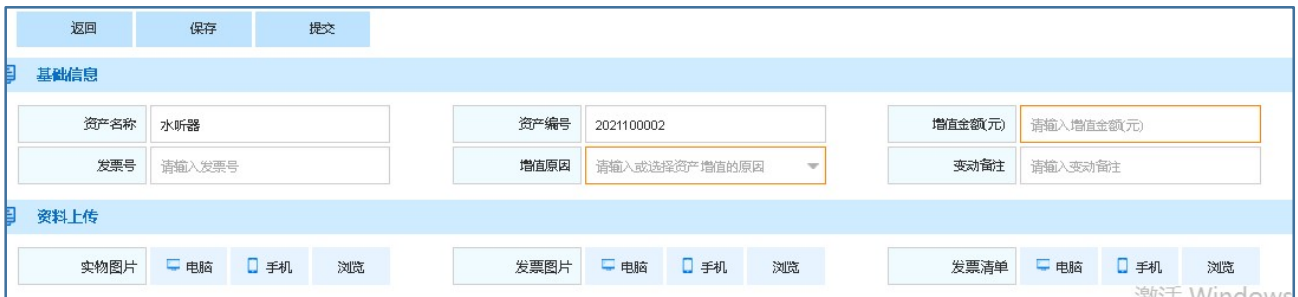 返回 保存 提交
基础信息
资产名称 水听器 资产编号 2021100002 增值金额(元) 请输入增值金额(元)
发票号 请输入发票号 增值原因 请输入或选择资产增值的原因 变动备注 请输入变动备注
资料上传
实物图片 电脑 手机 浏览 发票图片 电脑 手机 浏览 发票清单 电脑 手机 浏览
激活 Windows